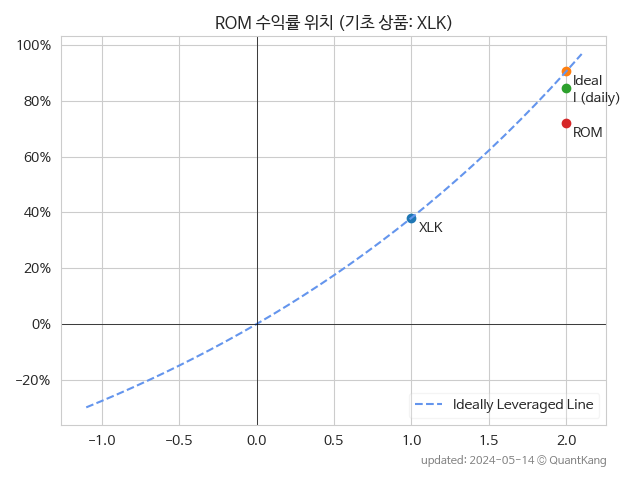 ROM 수익률 위치 (기초 상품: XLK)
100%
80%
60%
40%
20%
0%
−20%
Ideal
l (daily)
ROM
XLK
Ideally Leveraged Line
−1.0
−0.5
0.0
0.5
1.0
1.5
2.0
updated: 2024-05-14 © QuantKang